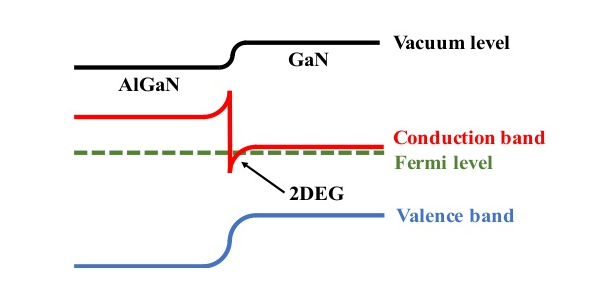 Vacuum level
GaN
AlGaN
Conduction band
Fermi level
2DEG
Valence band